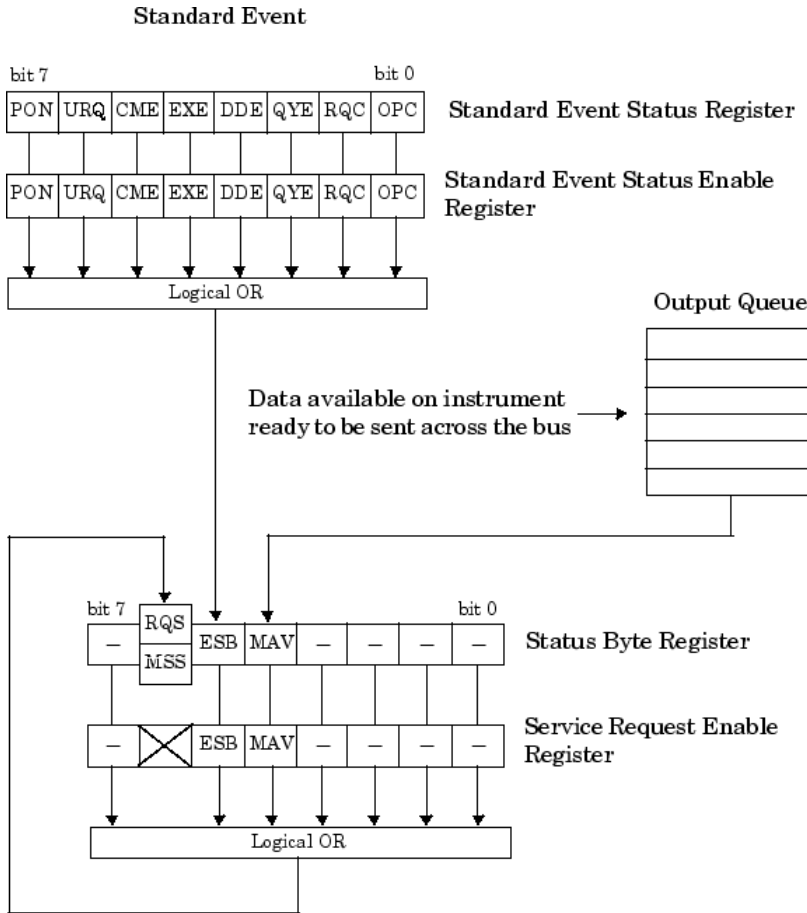 Standard Event
bit 7 bit 0
PON URQ CME EXE DDE QYE RQC OPC
Standard Event Status Register
PON URQ CME EXE DDE QYE RQC OPC
Standard Event Status Enable
Register
Logical OR
Output Queue
Data available on instrument
ready to be sent across the bus
bit 7 bit 0
RQS
MSS
– ESB MAV – – – –
Status Byte Register
– ESB MAV – – – –
Service Request Enable
Register
Logical OR